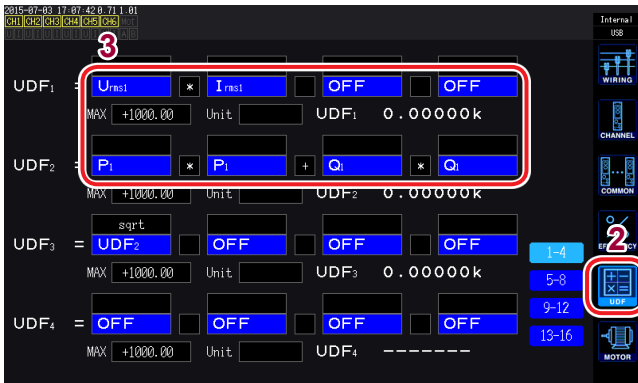 2015-07-03 17:07:42 0.71 1.01
CH1 CH2 CH3 CH4 CH5 CH6 Mot
U I U I U I U I U I U I A B
Internal
USB
3
UDF1 = Urms1 * Irms1 OFF OFF
MAX +1000.00 Unit UDF1 0.00000k
UDF2 = P1 * P1 + Q1 * Q1
MAX +1000.00 Unit UDF2 0.00000k
sqrt
UDF3 = UDF2 OFF OFF OFF
MAX +1000.00 Unit UDF3 0.00000k
UDF4 = OFF OFF OFF OFF
MAX +1000.00 Unit UDF4 -------
1-4
5-8
9-12
13-16
WIRING
CHANNEL
COMMON
2
UDF
MOTOR